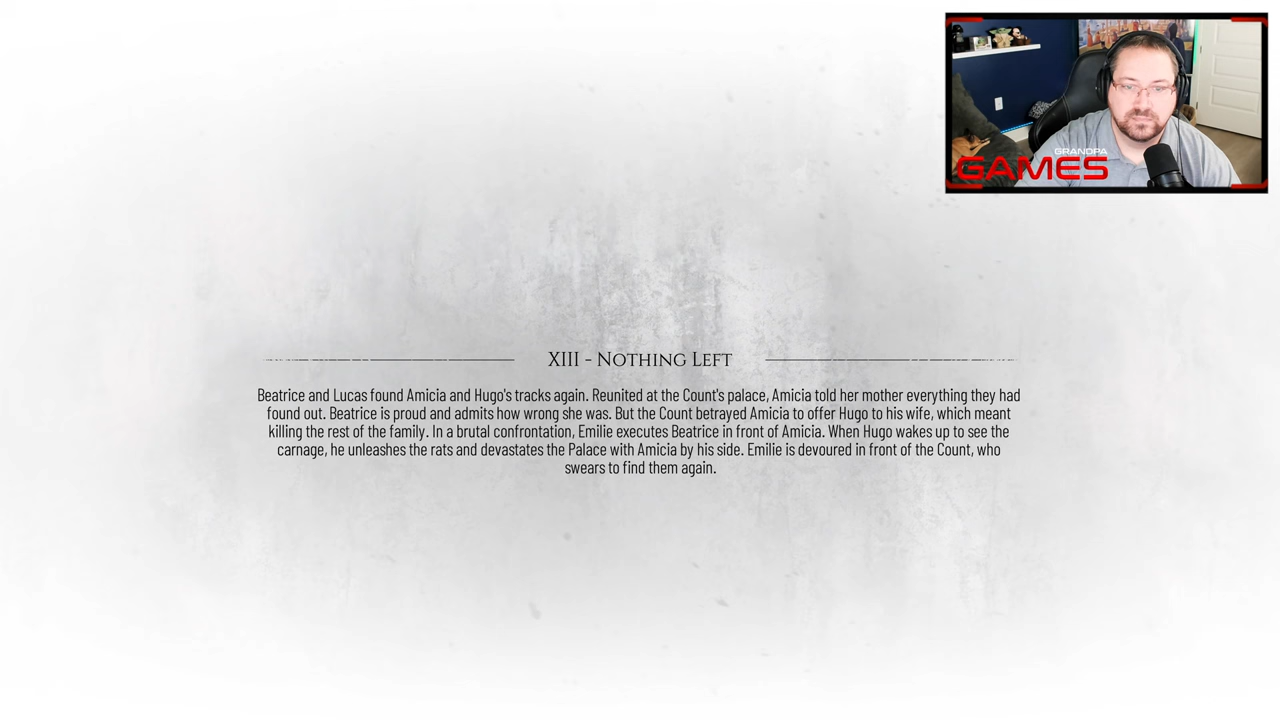 GRANDPA
GAMES
XIII - Nothing Left
Beatrice and Lucas found Amicia and Hugo's tracks again. Reunited at the Count's palace, Amicia told her mother everything they had
found out. Beatrice is proud and admits how wrong she was. But the Count betrayed Amicia to offer Hugo to his wife, which meant
killing the rest of the family. In a brutal confrontation, Emilie executes Beatrice in front of Amicia. When Hugo wakes up to see the
carnage, he unleashes the rats and devastates the Palace with Amicia by his side. Emilie is devoured in front of the Count, who
swears to find them again.